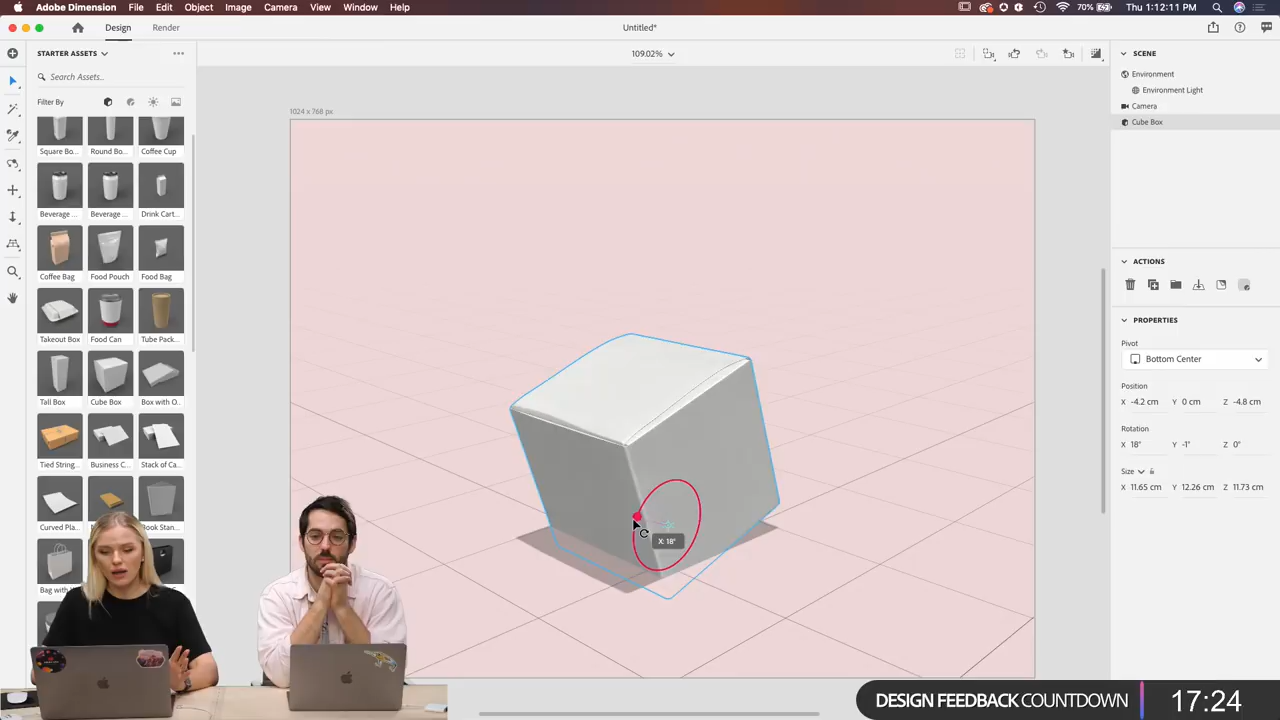 Adobe Dimension File Edit Object Image Camera View Window Help 70% Thu 1:12:11 PM
Design Render Untitled*
STARTER ASSETS
109.02%
Search Assets...
Filter By
1024 x 768 px
Square Bo... Round Bo... Coffee Cup
Beverage ... Beverage ... Drink Cart...
Coffee Bag Food Pouch Food Bag
Takeout Box Food Can Tube Pack...
Tall Box Cube Box Box with O...
Tied String... Business C... Stack of Ca...
Curved Pla... Book Stan...
X: 18°
SCENE
Environment
Environment Light
Camera
Cube Box
ACTIONS
PROPERTIES
Pivot
Bottom Center
Position
X -4.2 cm Y 0 cm Z -4.8 cm
Rotation
X 18° Y -1° Z 0°
Size
X 11.65 cm Y 12.26 cm Z 11.73 cm
DESIGN FEEDBACK COUNTDOWN 17:24